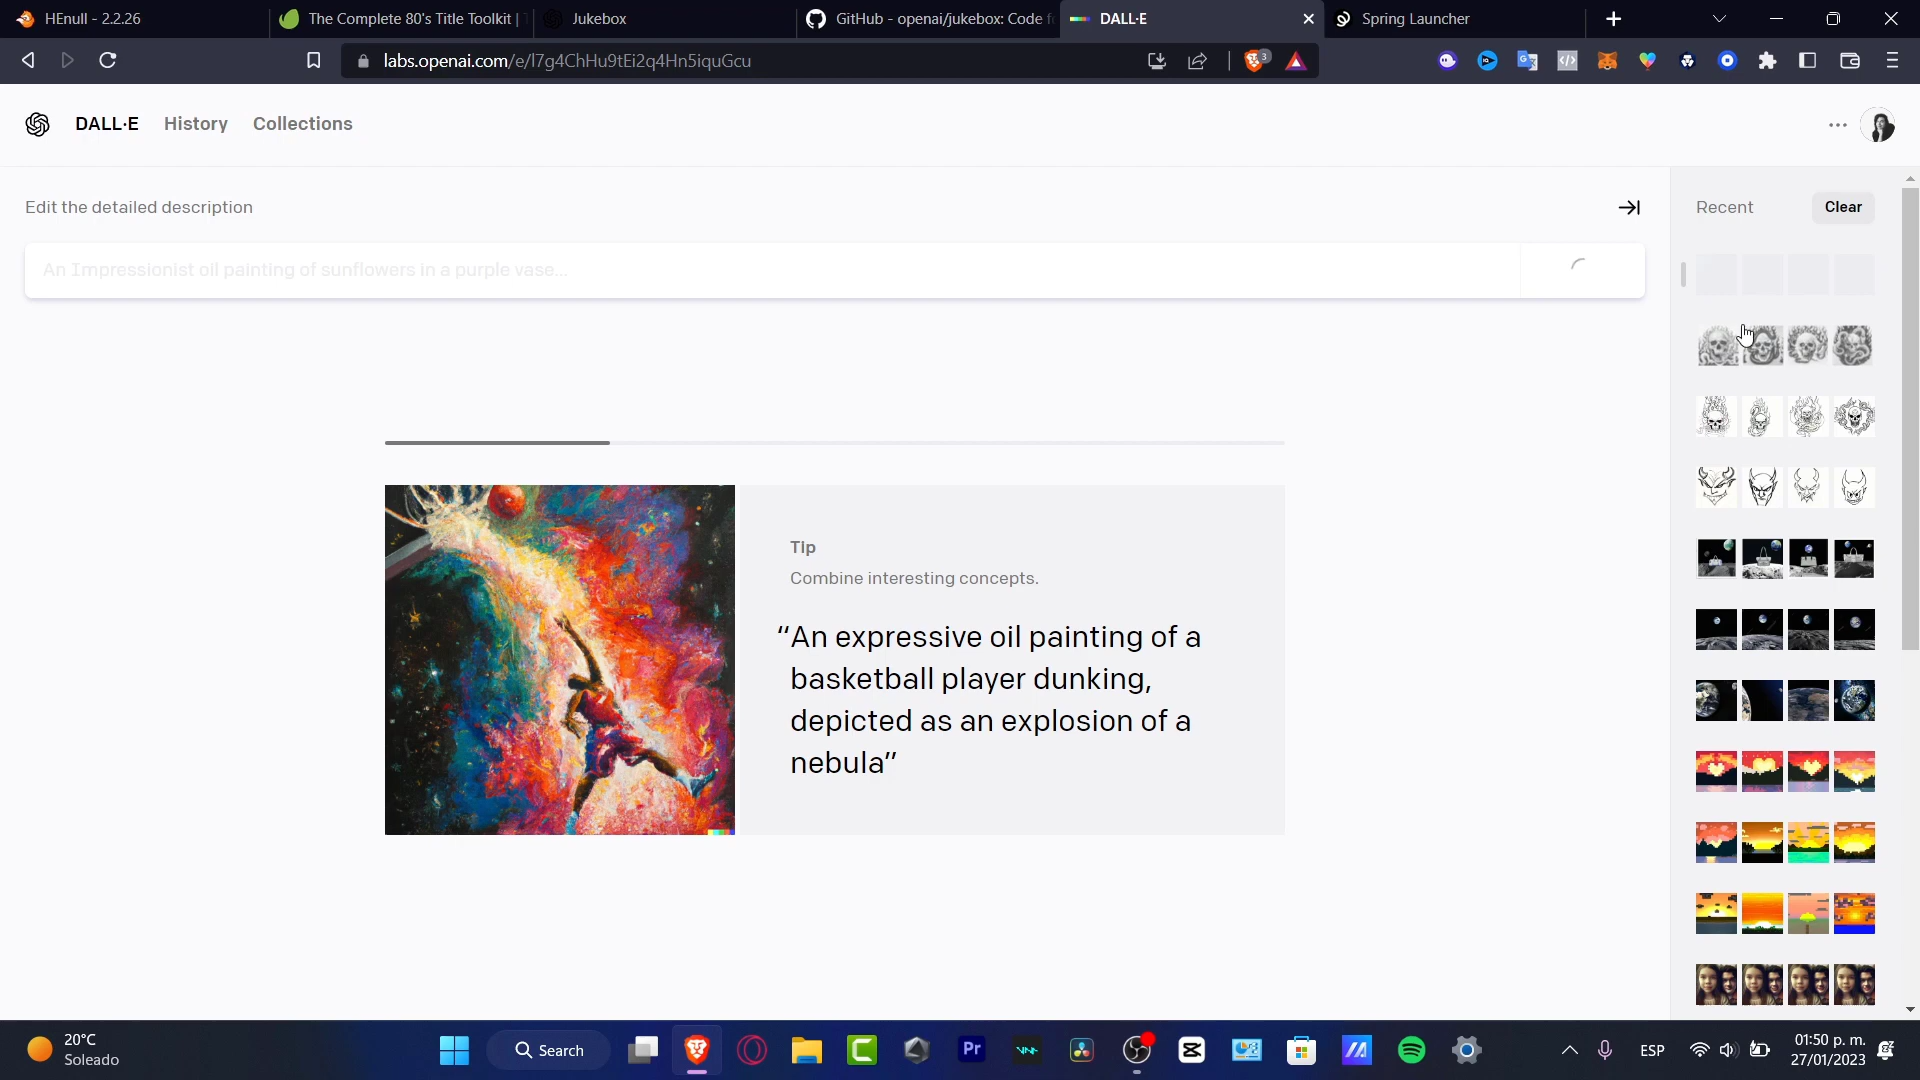 HEnull - 2.2.26
The Complete 80's Title Toolkit |
Jukebox
GitHub - openai/jukebox: Code f
DALL·E
Spring Launcher
labs.openai.com/e/l7g4ChHu9tEi2q4Hn5iquGcu
3
DALL·E
History
Collections
Edit the detailed description
An Impressionist oil painting of sunflowers in a purple vase...
Recent
Clear
Tip
Combine interesting concepts.
“An expressive oil painting of a
basketball player dunking,
depicted as an explosion of a
nebula”
20°C
Soleado
Search
Pr
ESP
01:50 p. m.
27/01/2023